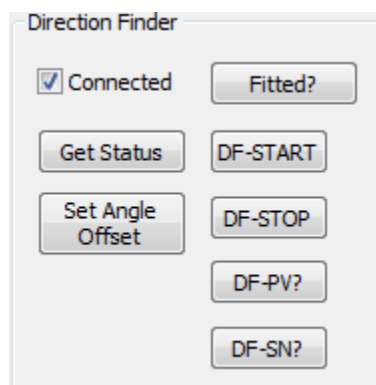 Direction Finder
Connected
Fitted?
Get Status
DF-START
Set Angle
Offset
DF-STOP
DF-PV?
DF-SN?